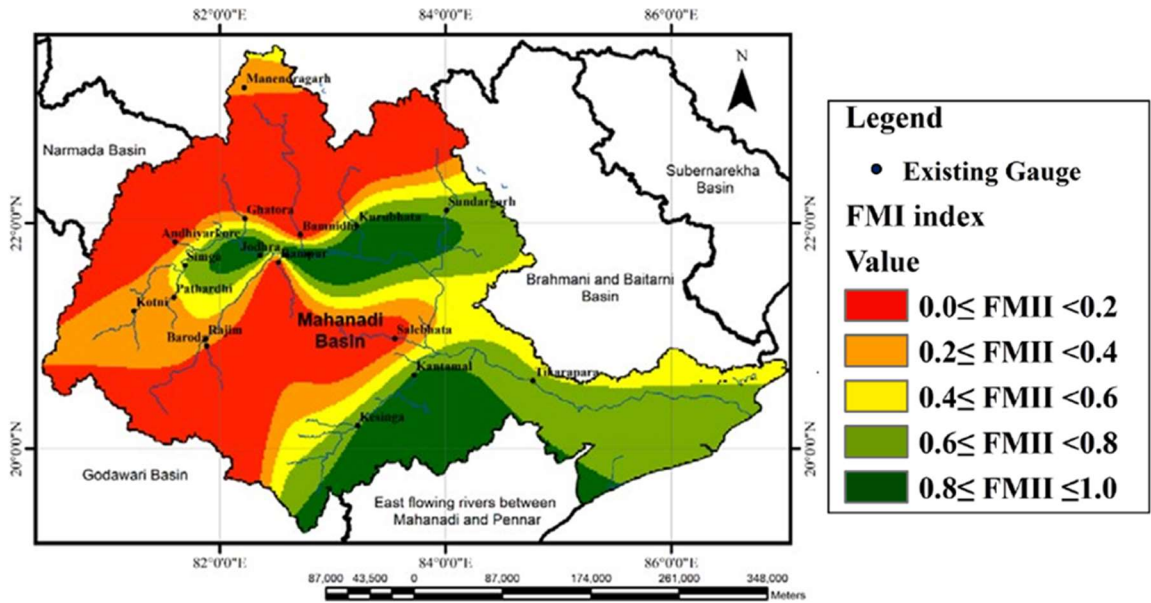 82°0'0"E
84°0'0"E
86°0'0"E
N
Manendragarh
Narmada Basin
Subernarekha
Basin
Sundargarh
Ghatora
Kurubhata
Bamnidhi
22°0'0"N
22°0'0"N
Andhiyarkore
Jodhra
Rampur
Simga
Brahmani and Baitarni
Basin
Pathardhi
Kotni
Mahanadi
Basin
Baroda
Rajim
Salebhata
Kantamal
Tikarapara
Kesinga
20°0'0"N
20°0'0"N
Godawari Basin
East flowing rivers between
Mahanadi and Pennar
82°0'0"E
84°0'0"E
86°0'0"E
87,000 43,500 0 87,000 174,000 261,000 348,000
Meters
Legend
Existing Gauge
FMI index
Value
0.0≤ FMII <0.2
0.2≤ FMII <0.4
0.4≤ FMII <0.6
0.6≤ FMII <0.8
0.8≤ FMII ≤1.0